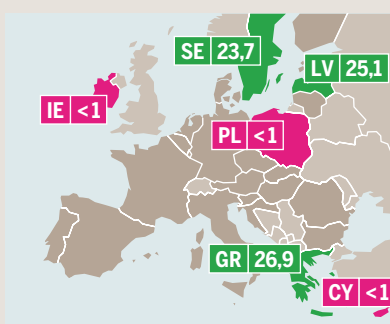 SE 23,7
LV 25,1
IE <1
PL <1
GR 26,9
CY <1